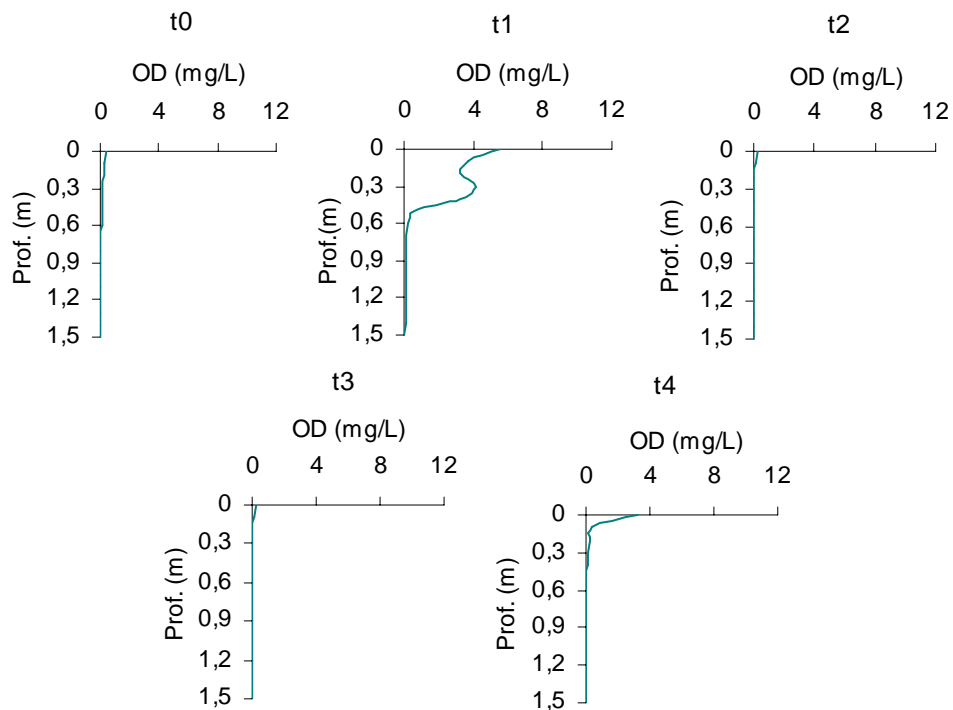 t0
OD (mg/L)
0 4 8 12
0
0,3
0,6
0,9
1,2
1,5
Prof. (m)
t1
OD (mg/L)
0 4 8 12
0
0,3
0,6
0,9
1,2
1,5
Prof.(m)
t2
OD (mg/L)
0 4 8 12
0
0,3
0,6
0,9
1,2
1,5
Prof. (m)
t3
OD (mg/L)
0 4 8 12
0
0,3
0,6
0,9
1,2
1,5
Prof. (m)
t4
OD (mg/L)
0 4 8 12
0
0,3
0,6
0,9
1,2
1,5
Prof. (m)